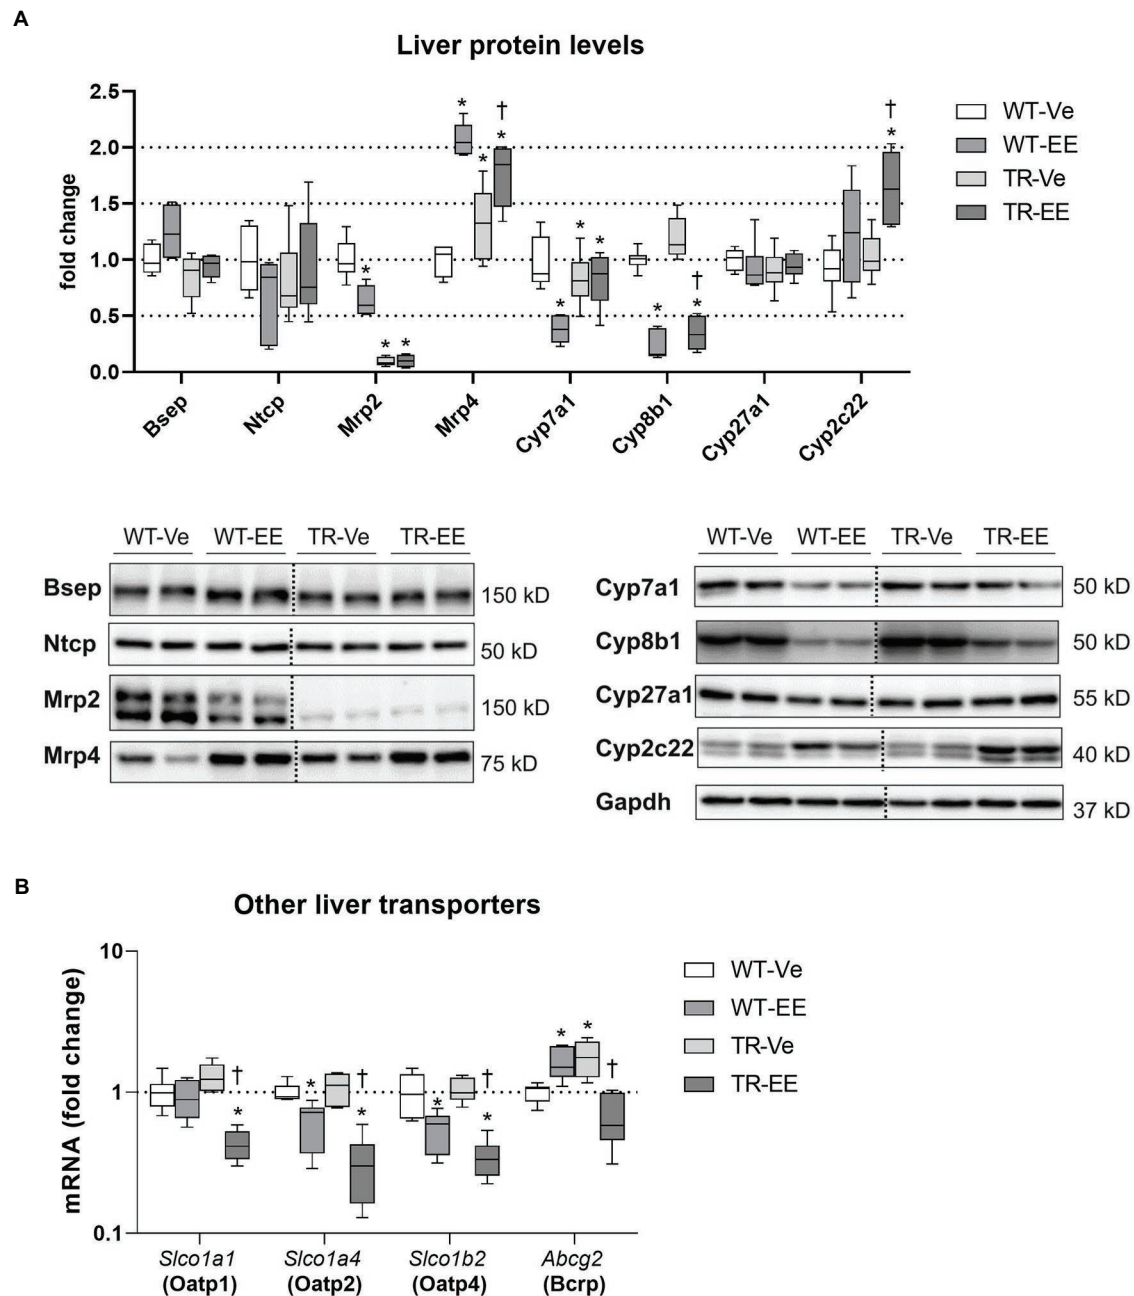 A
Liver protein levels
fold change
2.5
2.0
1.5
1.0
0.5
0.0
* * * † * * * * * * * * † * † *
Bsep Ntcp Mrp2 Mrp4 Cyp7a1 Cyp8b1 Cyp27a1 Cyp2c22
WT-Ve
WT-EE
TR-Ve
TR-EE
WT-Ve WT-EE TR-Ve TR-EE
Bsep 150 kD
Ntcp 50 kD
Mrp2 150 kD
Mrp4 75 kD
WT-Ve WT-EE TR-Ve TR-EE
Cyp7a1 50 kD
Cyp8b1 50 kD
Cyp27a1 55 kD
Cyp2c22 40 kD
Gapdh 37 kD
B
Other liver transporters
mRNA (fold change)
10
1
0.1
† * * † * * † * * * †
Slco1a1 Slco1a4 Slco1b2 Abcg2
(Oatp1) (Oatp2) (Oatp4) (Bcrp)
WT-Ve
WT-EE
TR-Ve
TR-EE